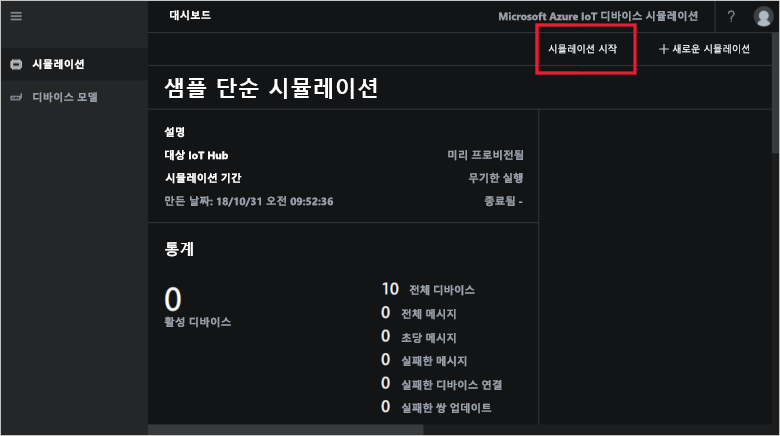 대시보드
Microsoft Azure IoT 디바이스 시뮬레이션
?
시뮬레이션 시작
+ 새로운 시뮬레이션
시뮬레이션
디바이스 모델
샘플 단순 시뮬레이션
설명
대상 IoT Hub 미리 프로비전됨
시뮬레이션 기간 무기한 실행
만든 날짜: 18/10/31 오전 09:52:36 종료됨 -
통계
0
활성 디바이스
10 전체 디바이스
0 전체 메시지
0 초당 메시지
0 실패한 메시지
0 실패한 디바이스 연결
0 실패한 쌍 업데이트